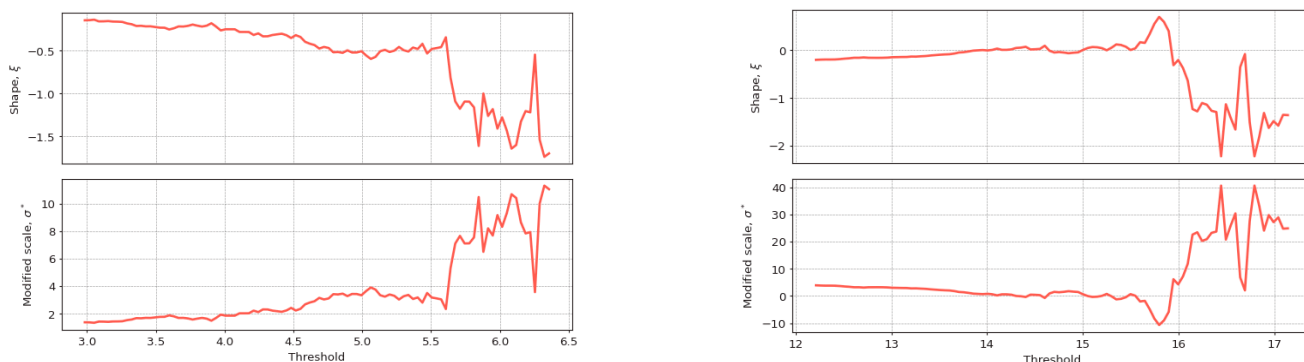 Shape, ξ
−0.5
−1.0
−1.5
Modified scale, σ*
10
8
6
4
2
3.0 3.5 4.0 4.5 5.0 5.5 6.0 6.5
Threshold
Shape, ξ
0
−1
−2
Modified scale, σ*
40
30
20
10
0
−10
12 13 14 15 16 17
Threshold